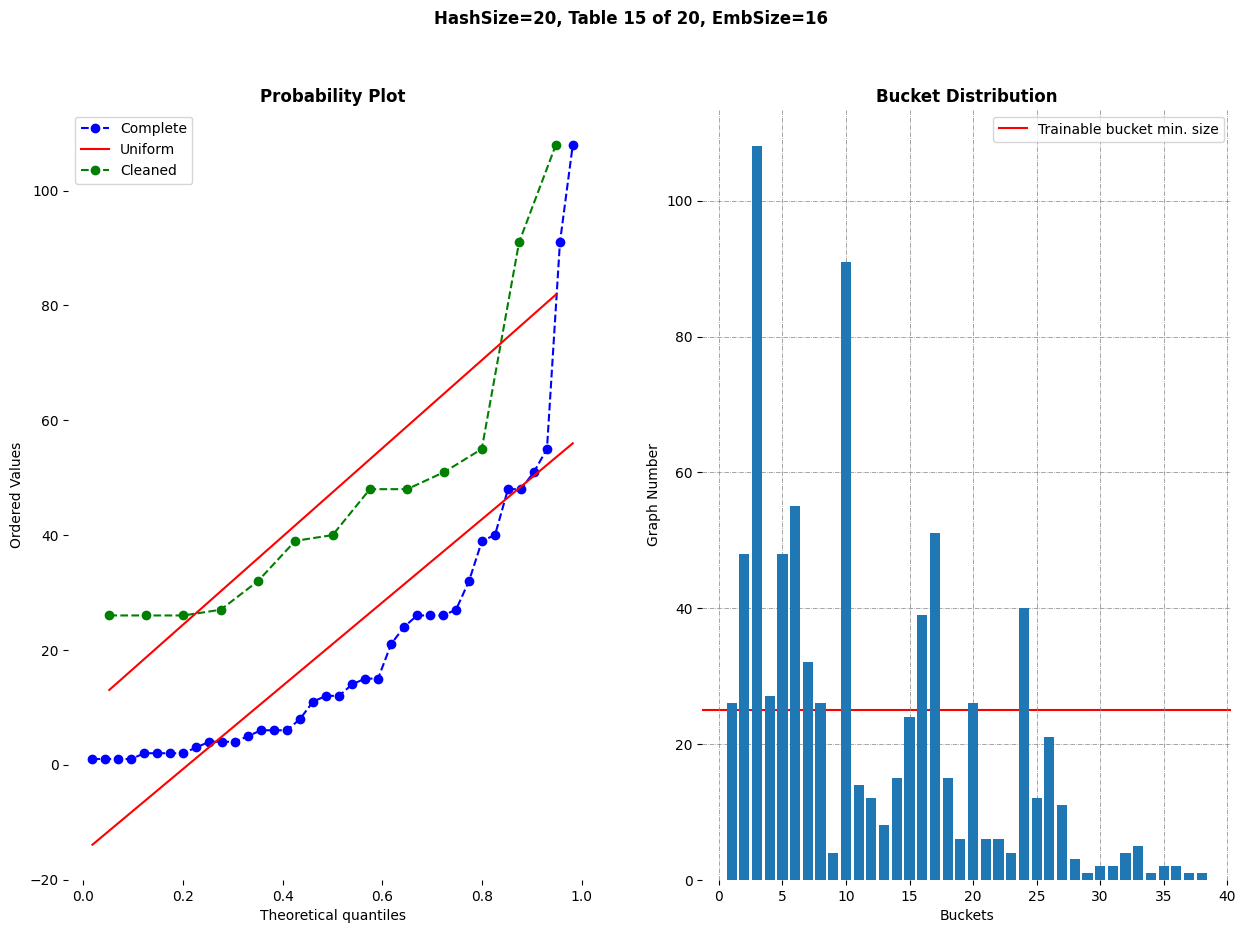 HashSize=20, Table 15 of 20, EmbSize=16
Probability Plot
Complete
Uniform
Cleaned
100
80
60
40
20
0
−20
Ordered Values
0.0 0.2 0.4 0.6 0.8 1.0
Theoretical quantiles
Bucket Distribution
Trainable bucket min. size
100
80
60
40
20
0
Graph Number
0 5 10 15 20 25 30 35 40
Buckets